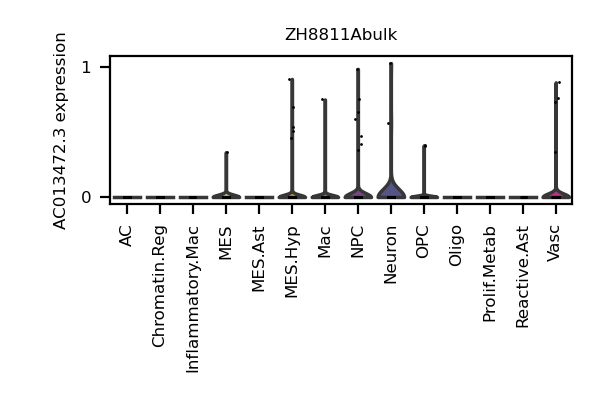 ZH8811Abulk
AC013472.3 expression
1
0
AC
Chromatin.Reg
Inflammatory.Mac
MES
MES.Ast
MES.Hyp
Mac
NPC
Neuron
OPC
Oligo
Prolif.Metab
Reactive.Ast
Vasc